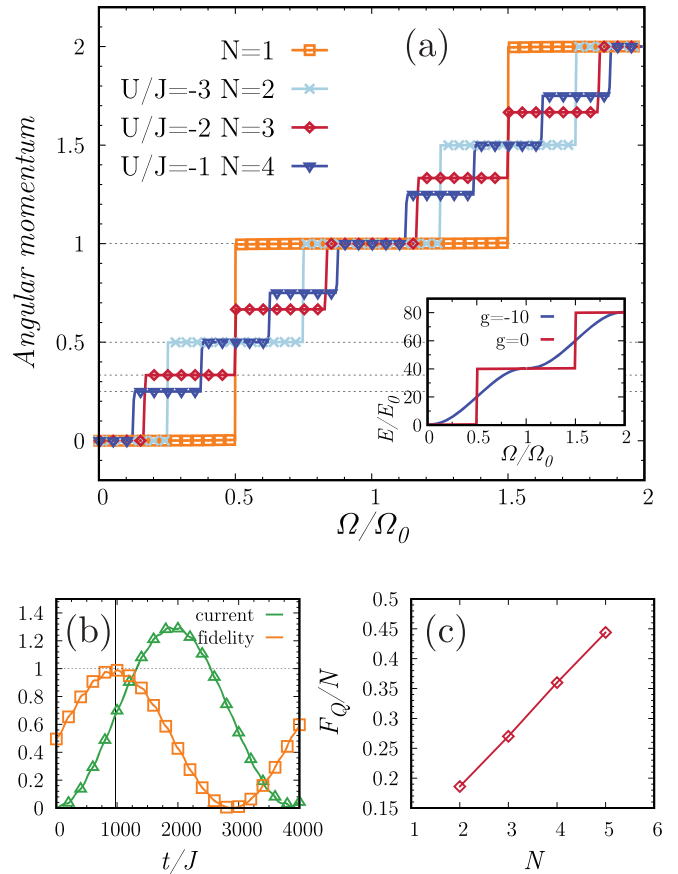 (a)
N=1
U/J=-3 N=2
U/J=-2 N=3
U/J=-1 N=4
Angular momentum
2
1.5
1
0.5
0
0 0.5 1 1.5 2
Ω/Ω0
g=-10
g=0
E/E0
80
60
40
20
0
0 0.5 1 1.5 2
Ω/Ω0
(b)
current
fidelity
1.4
1.2
1
0.8
0.6
0.4
0.2
0
0 1000 2000 3000 4000
t/J
(c)
F_Q/N
0.5
0.45
0.4
0.35
0.3
0.25
0.2
0.15
1 2 3 4 5 6
N